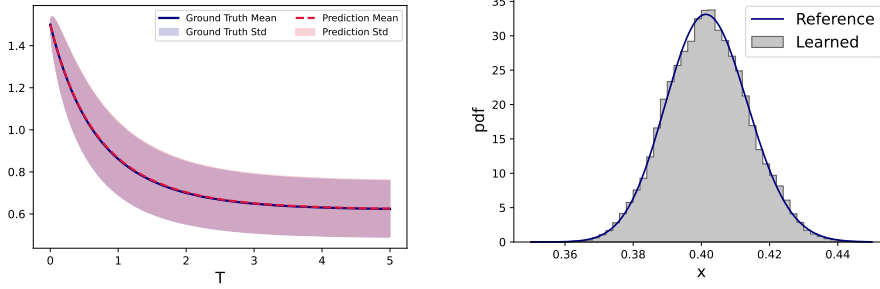 Ground Truth Mean
Ground Truth Std
Prediction Mean
Prediction Std
1.4
1.2
1.0
0.8
0.6
0 1 2 3 4 5
T
Reference
Learned
35
30
25
20
15
10
5
0
pdf
0.36 0.38 0.40 0.42 0.44
x